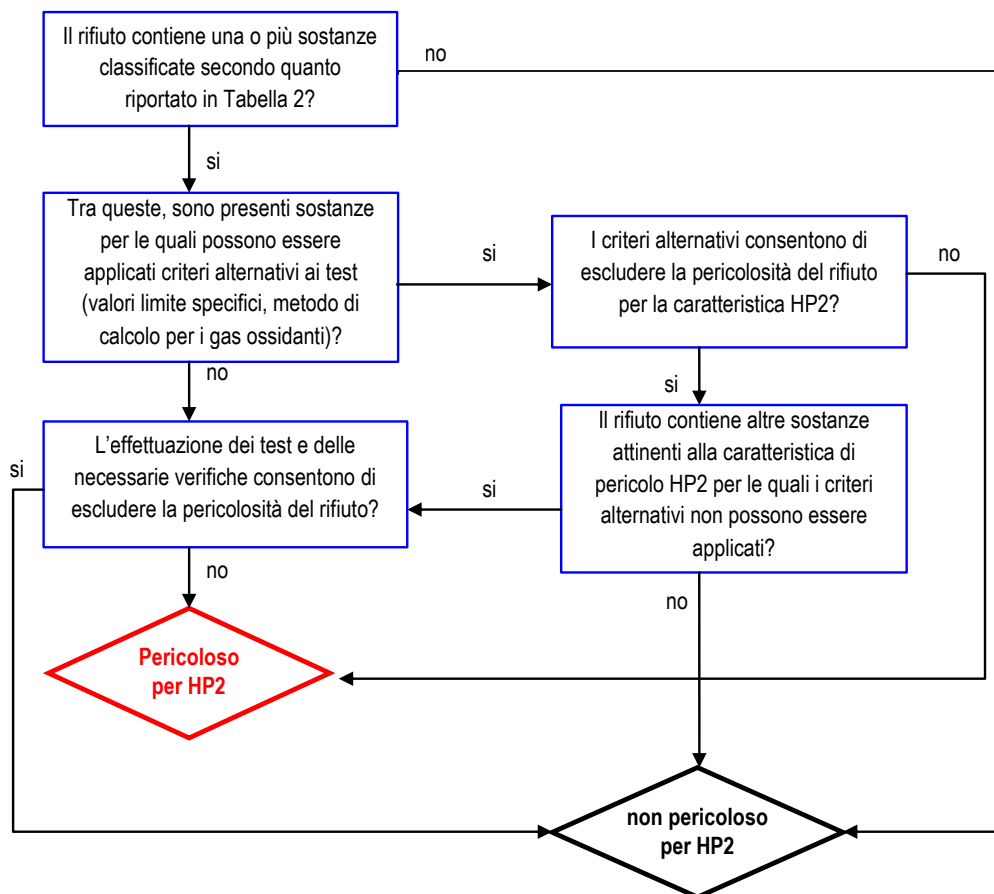 Il rifiuto contiene una o più sostanze
classificate secondo quanto
riportato in Tabella 2?
no
si
Tra queste, sono presenti sostanze
per le quali possono essere
applicati criteri alternativi ai test
(valori limite specifici, metodo di
calcolo per i gas ossidanti)?
si
I criteri alternativi consentono di
escludere la pericolosità del rifiuto
per la caratteristica HP2?
no
no
si
L'effettuazione dei test e delle
necessarie verifiche consentono di
escludere la pericolosità del rifiuto?
si
si
Il rifiuto contiene altre sostanze
attinenti alla caratteristica di
pericolo HP2 per le quali i criteri
alternativi non possono essere
applicati?
no
no
Pericoloso
per HP2
non pericoloso
per HP2